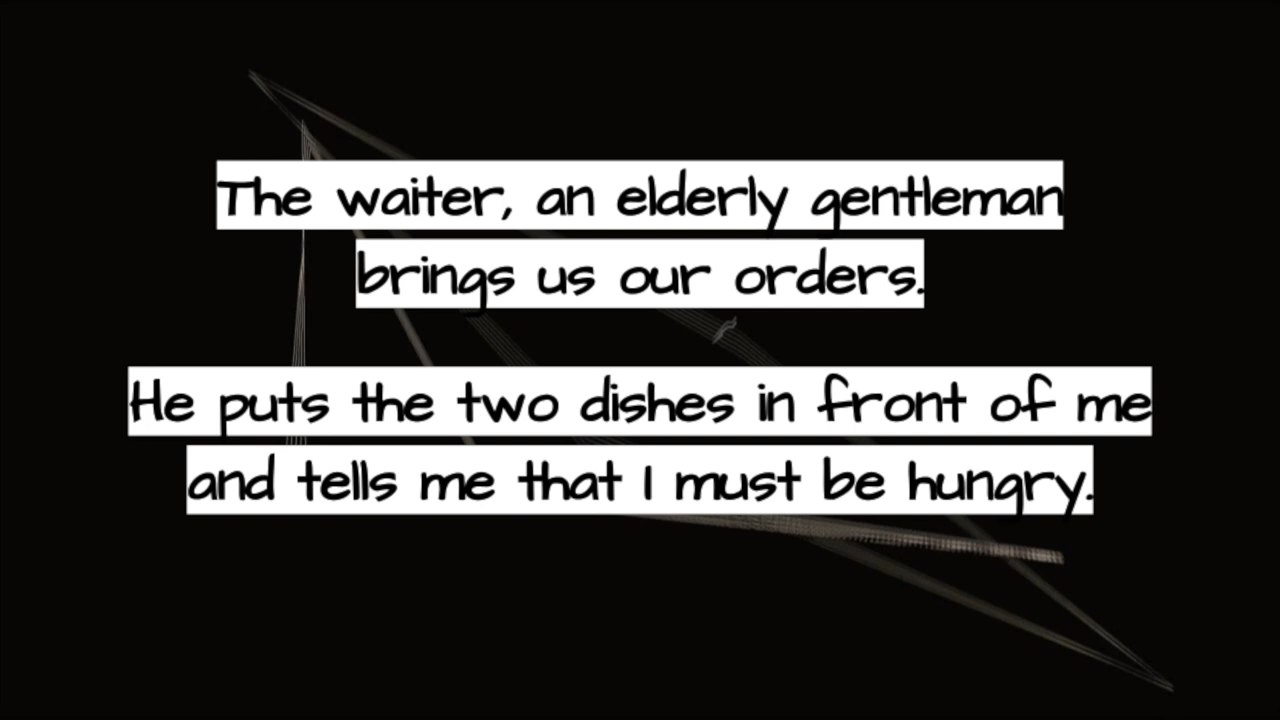 The waiter, an elderly gentleman
brings us our orders.
He puts the two dishes in front of me
and tells me that I must be hungry.